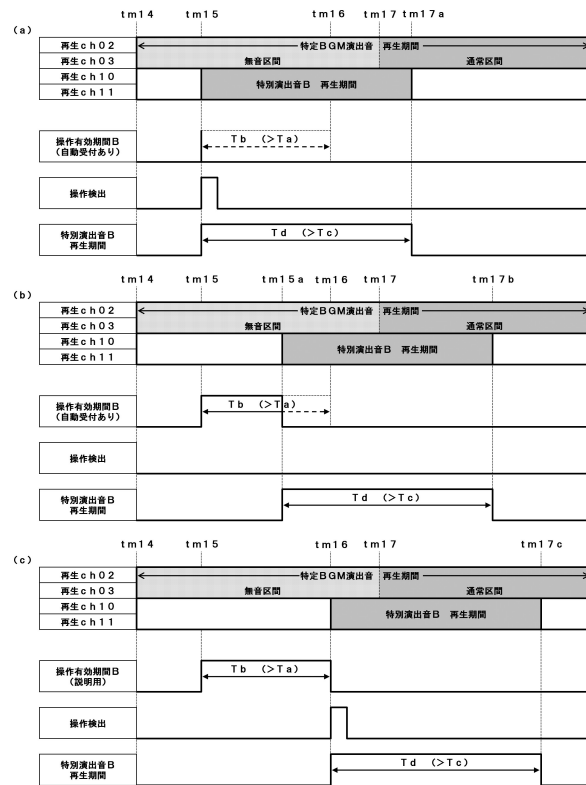 tm14 tm15 tm16 tm17 tm17a
(a)
再生ch02
再生ch03
再生ch10
再生ch11
特定BGM演出音 再生期間
無音区間 通常区間
特別演出音B 再生期間
操作有効期間B
(自動受付あり)
Tb (>Ta)
操作検出
特別演出音B
再生期間
Td (>Tc)
tm14 tm15 tm15a tm16 tm17 tm17b
(b)
再生ch02
再生ch03
再生ch10
再生ch11
特定BGM演出音 再生期間
無音区間 通常区間
特別演出音B 再生期間
操作有効期間B
(自動受付あり)
Tb (>Ta)
操作検出
特別演出音B
再生期間
Td (>Tc)
tm14 tm15 tm16 tm17 tm17c
(c)
再生ch02
再生ch03
再生ch10
再生ch11
特定BGM演出音 再生期間
無音区間 通常区間
特別演出音B 再生期間
操作有効期間B
(説明用)
Tb (>Ta)
操作検出
特別演出音B
再生期間
Td (>Tc)